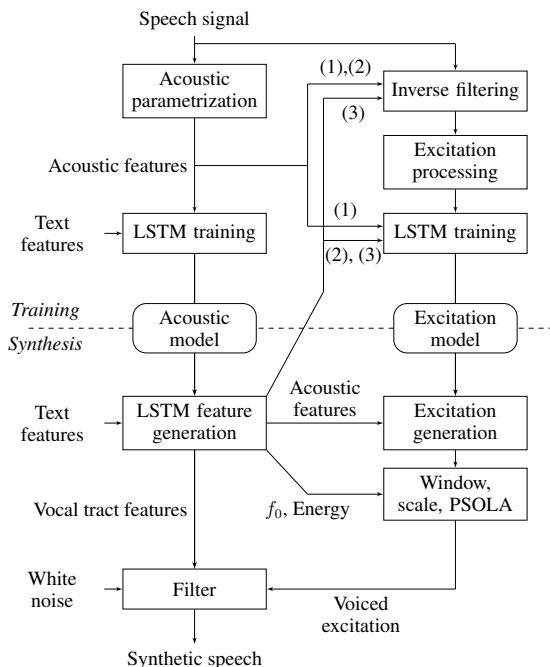 Speech signal
Acoustic
parametrization
(1),(2)
Inverse filtering
(3)
Acoustic features
Excitation
processing
Text
features
LSTM training
(1)
LSTM training
(2), (3)
Training
Synthesis
Acoustic
model
Excitation
model
Text
features
LSTM feature
generation
Acoustic
features
Excitation
generation
Vocal tract features
f0, Energy
Window,
scale, PSOLA
White
noise
Filter
Voiced
excitation
Synthetic speech